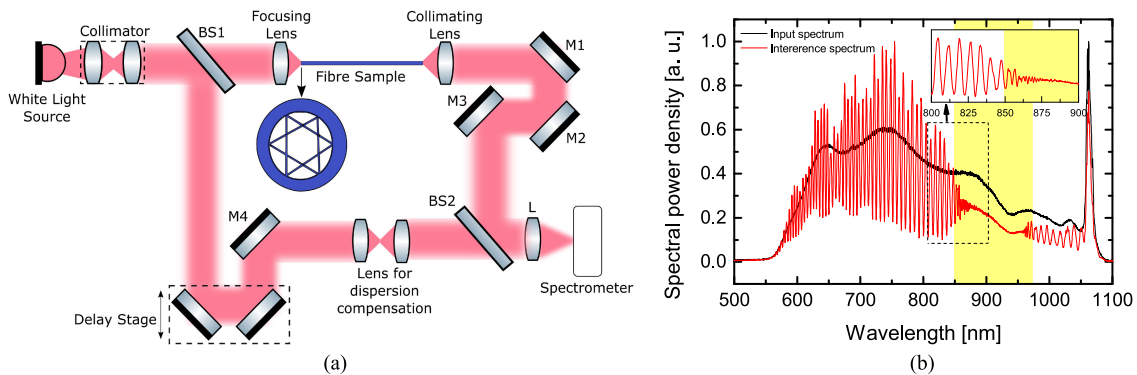 Collimator
BS1
Focusing
Lens
Collimating
Lens
M1
White Light
Source
Fibre Sample
M3
M2
M4
BS2
L
Lens for
dispersion
compensation
Spectrometer
Delay Stage
(a)
Spectral power density [a. u.]
1.0
0.8
0.6
0.4
0.2
0.0
Input spectrum
Intereference spectrum
800 825 850 875 900
500 600 700 800 900 1000 1100
Wavelength [nm]
(b)